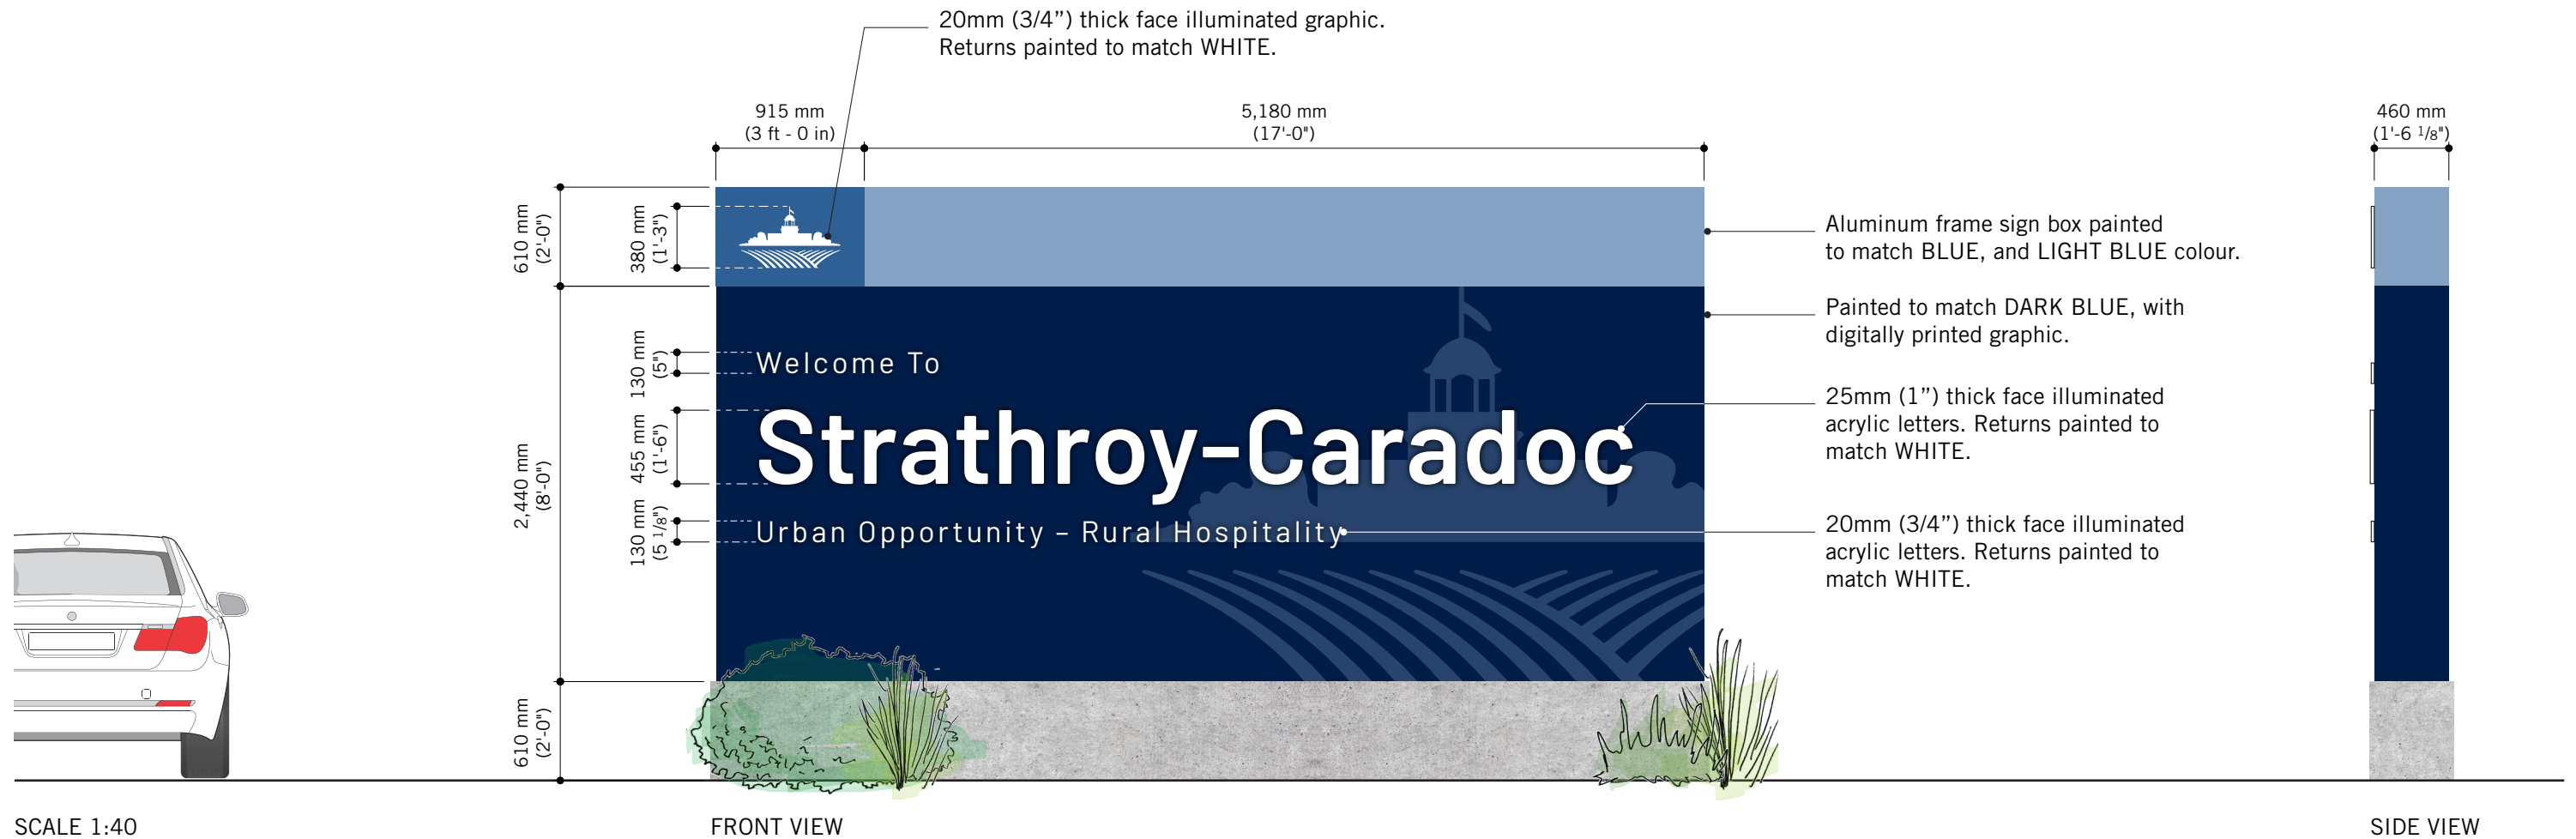 20mm (3/4”) thick face illuminated graphic.
Returns painted to match WHITE.
915 mm
(3 ft - 0 in)
5,180 mm
(17'-0")
460 mm
(1'-6 1/8")
610 mm
(2'-0")
380 mm
(1'-3")
Aluminum frame sign box painted
to match BLUE, and LIGHT BLUE colour.
Painted to match DARK BLUE, with
digitally printed graphic.
130 mm
(5")
Welcome To
25mm (1”) thick face illuminated
acrylic letters. Returns painted to
match WHITE.
455 mm
(1'-6")
Strathroy-Caradoc
2,440 mm
(8'-0")
130 mm
(5 1/8")
Urban Opportunity – Rural Hospitality
20mm (3/4”) thick face illuminated
acrylic letters. Returns painted to
match WHITE.
610 mm
(2'-0")
SCALE 1:40
FRONT VIEW
SIDE VIEW